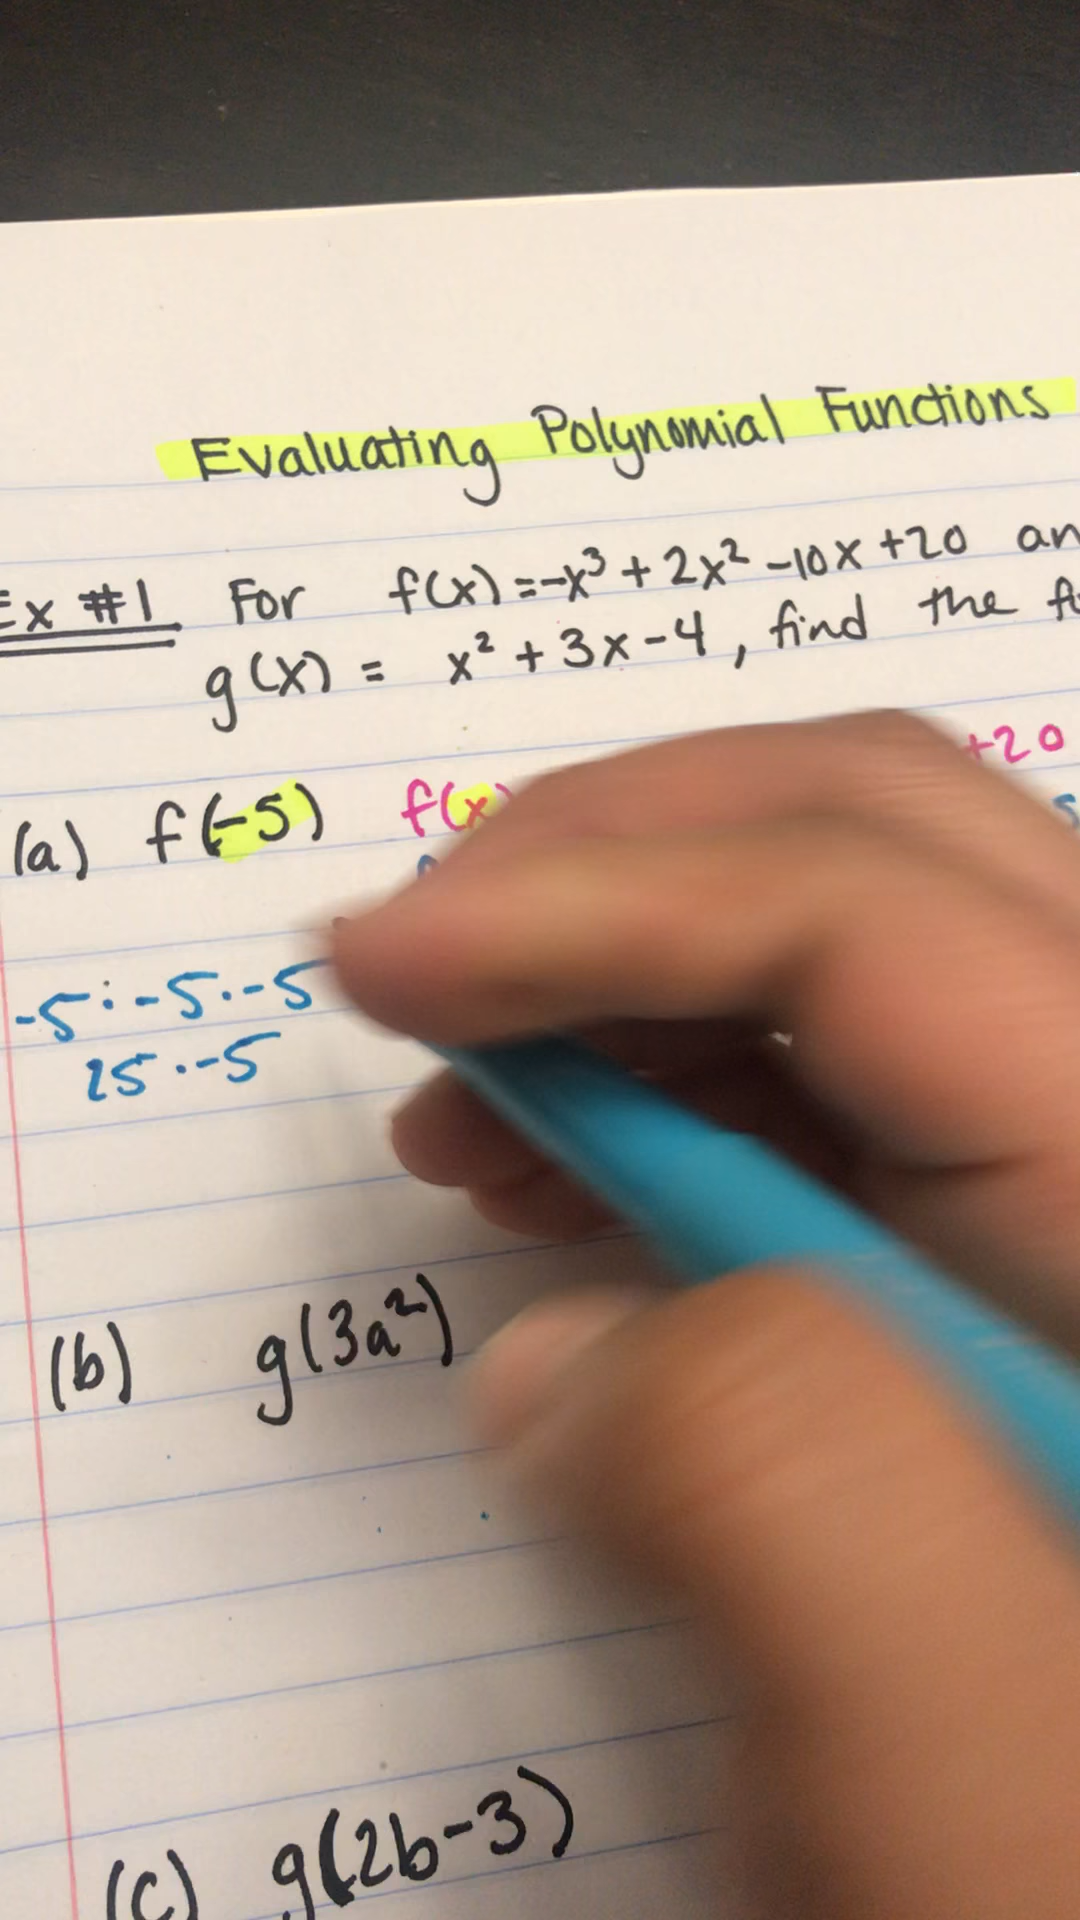 Evaluating Polynomial Functions
Ex #1 For f(x)=-x³+2x²-10x+20 an
g(x) = x²+3x-4, find the
(a) f(-5) f(x) +20
-5·-5·-5
25·-5
(b) g(3a²)
(c) g(2b-3)